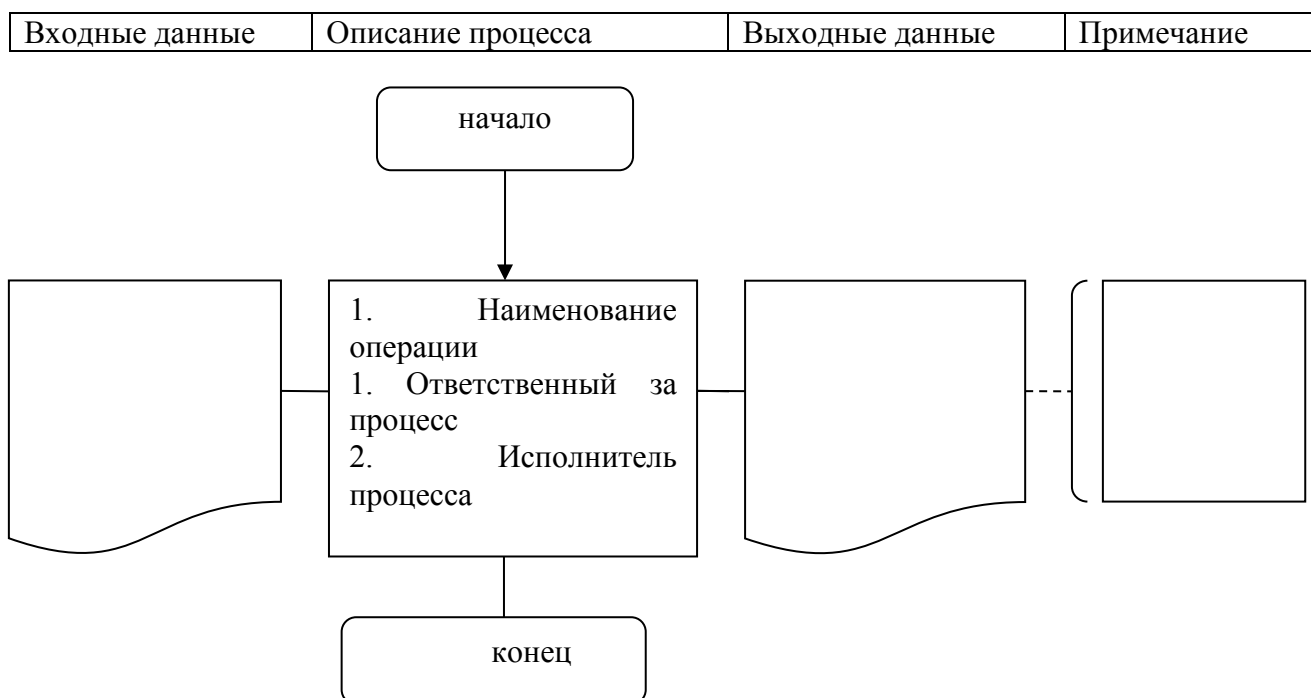 Входные данные Описание процесса Выходные данные Примечание
начало
1. Наименование
операции
1. Ответственный за
процесс
2. Исполнитель
процесса
конец